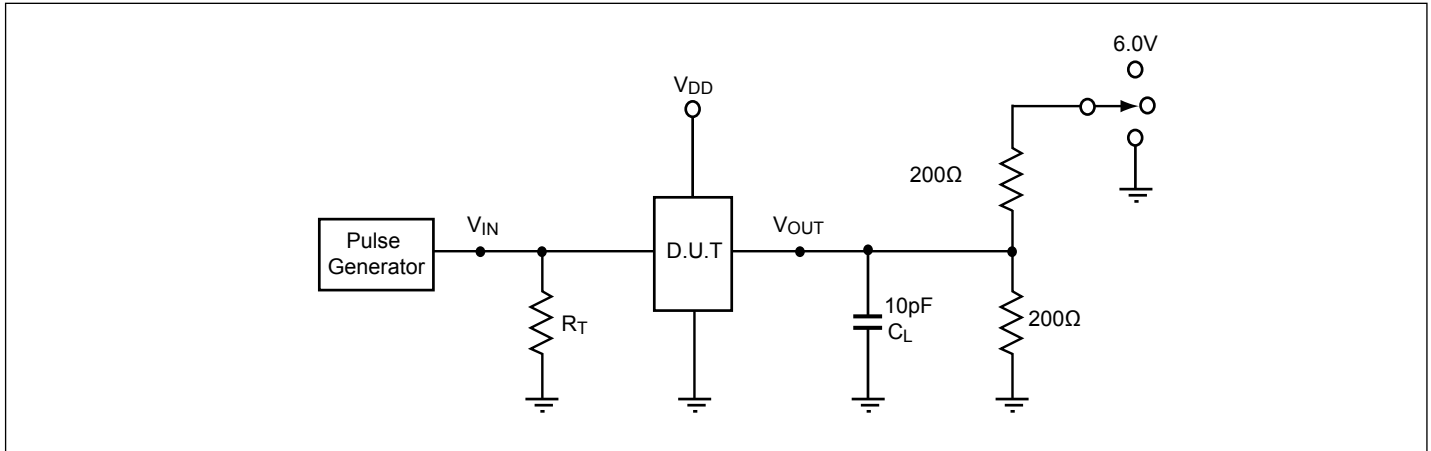 6.0V
VDD
200Ω
VIN
VOUT
Pulse
Generator
D.U.T
10pF
CL
RT
200Ω